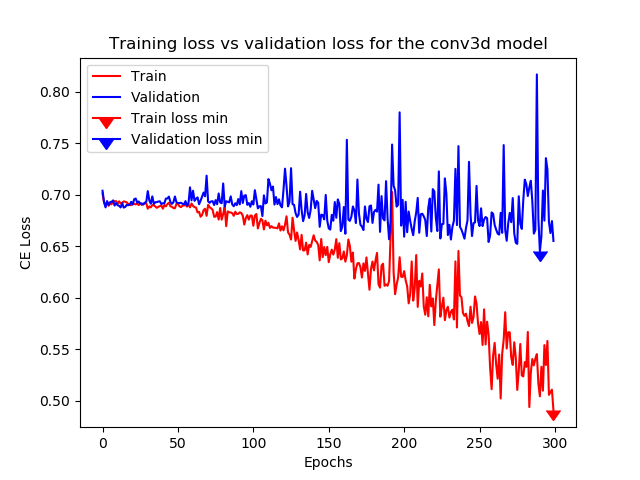 Training loss vs validation loss for the conv3d model
Train
Validation
Train loss min
Validation loss min
CE Loss
0.80
0.75
0.70
0.65
0.60
0.55
0.50
0
50
100
150
200
250
300
Epochs